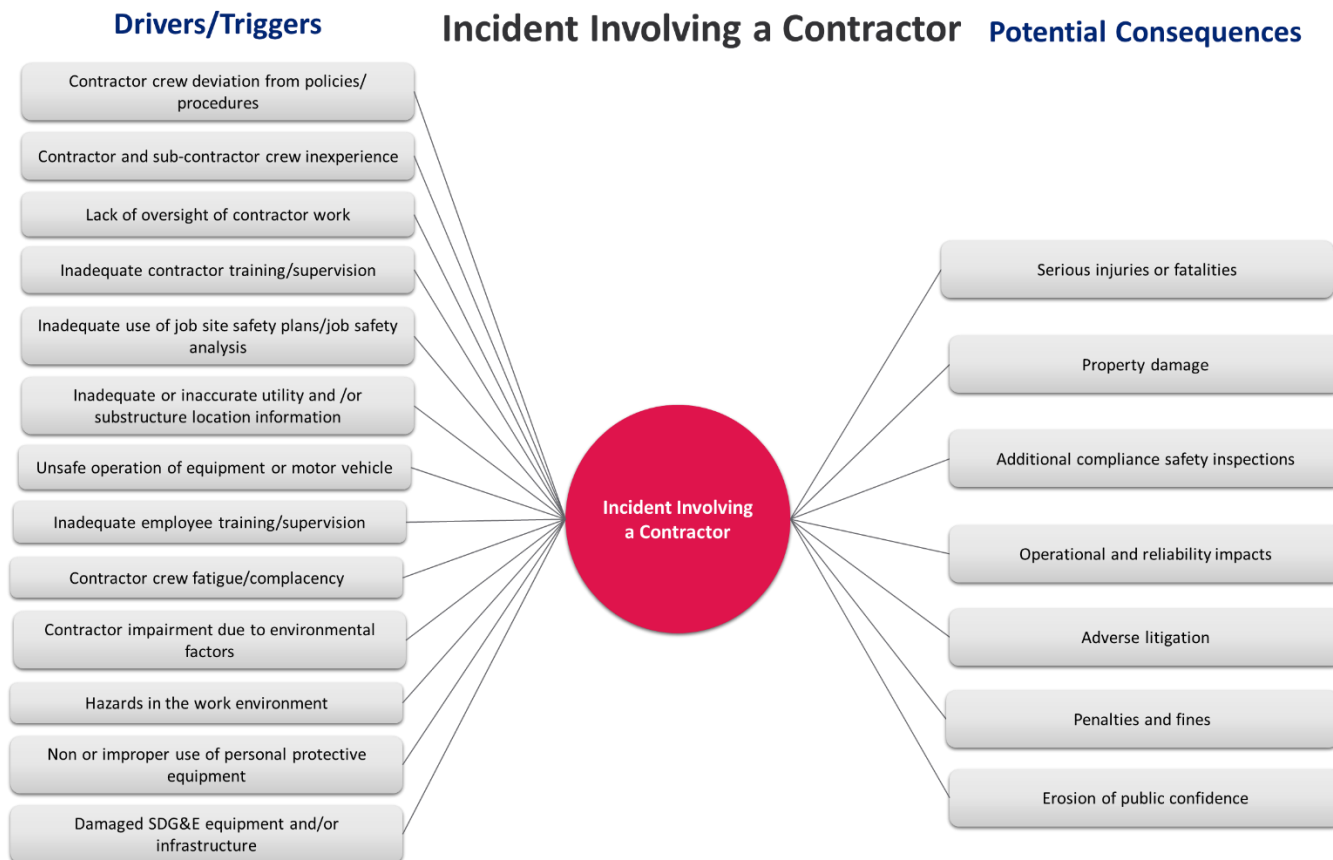 Drivers/Triggers
Incident Involving a Contractor
Potential Consequences
Contractor crew deviation from policies/
procedures
Contractor and sub-contractor crew inexperience
Lack of oversight of contractor work
Inadequate contractor training/supervision
Inadequate use of job site safety plans/job safety
analysis
Inadequate or inaccurate utility and /or
substructure location information
Unsafe operation of equipment or motor vehicle
Inadequate employee training/supervision
Contractor crew fatigue/complacency
Contractor impairment due to environmental
factors
Hazards in the work environment
Non or improper use of personal protective
equipment
Damaged SDG&E equipment and/or
infrastructure
Incident Involving
a Contractor
Serious injuries or fatalities
Property damage
Additional compliance safety inspections
Operational and reliability impacts
Adverse litigation
Penalties and fines
Erosion of public confidence